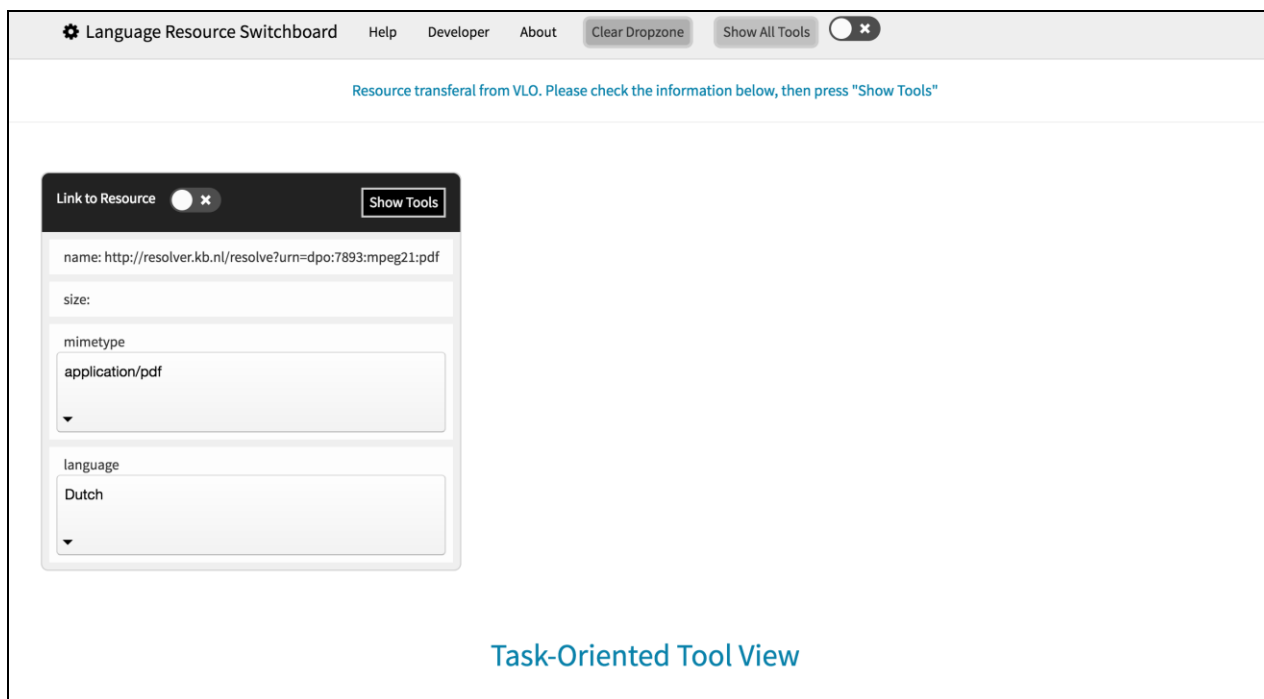 Language Resource Switchboard Help Developer About Clear Dropzone Show All Tools
Resource transferal from VLO. Please check the information below, then press "Show Tools"
Link to Resource Show Tools
name: http://resolver.kb.nl/resolve?urn=dpo:7893:mpeg21:pdf
size:
mimetype
application/pdf
language
Dutch
Task-Oriented Tool View